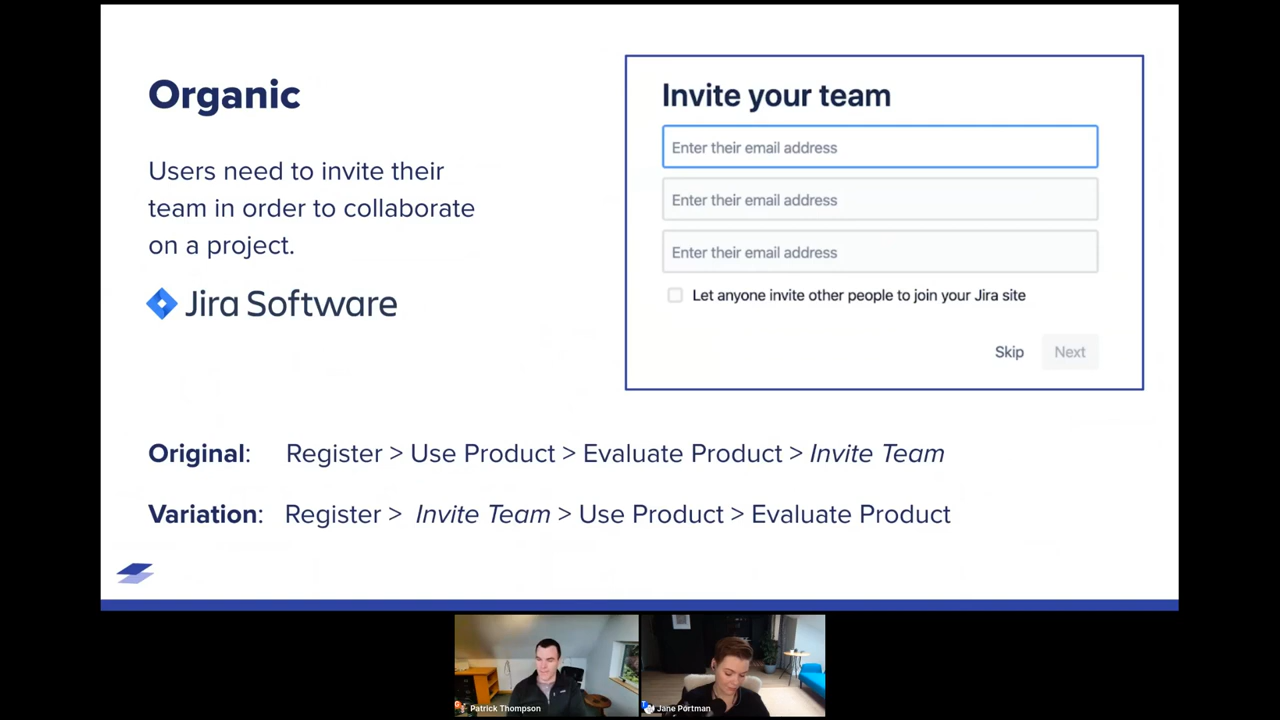 Organic
Users need to invite their
team in order to collaborate
on a project.
Jira Software
Invite your team
Enter their email address
Enter their email address
Enter their email address
Let anyone invite other people to join your Jira site
Skip
Next
Original: Register > Use Product > Evaluate Product > Invite Team
Variation: Register > Invite Team > Use Product > Evaluate Product
Patrick Thompson
Jane Portman